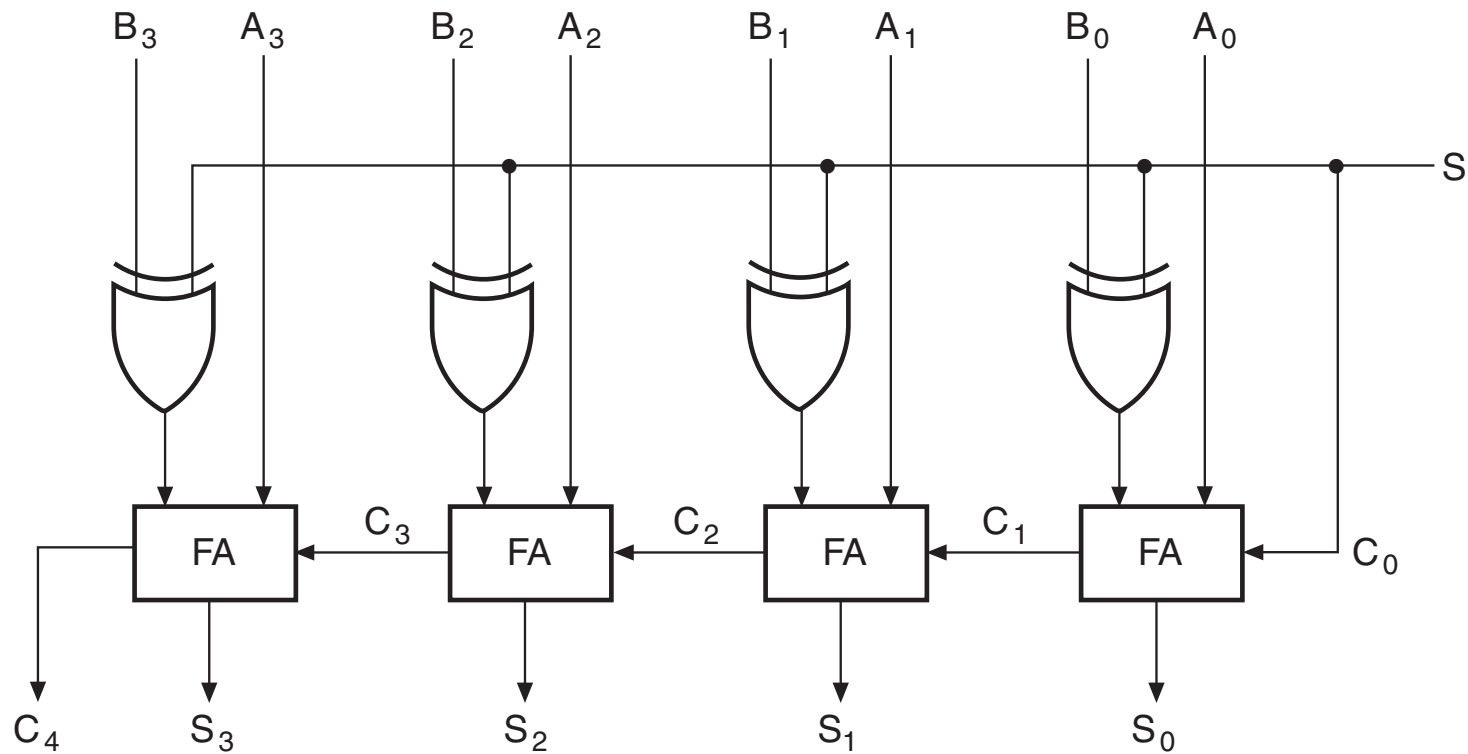 B₃ A₃ B₂ A₂ B₁ A₁ B₀ A₀
S
FA C₃ FA C₂ FA C₁ FA C₀
C₄ S₃ S₂ S₁ S₀